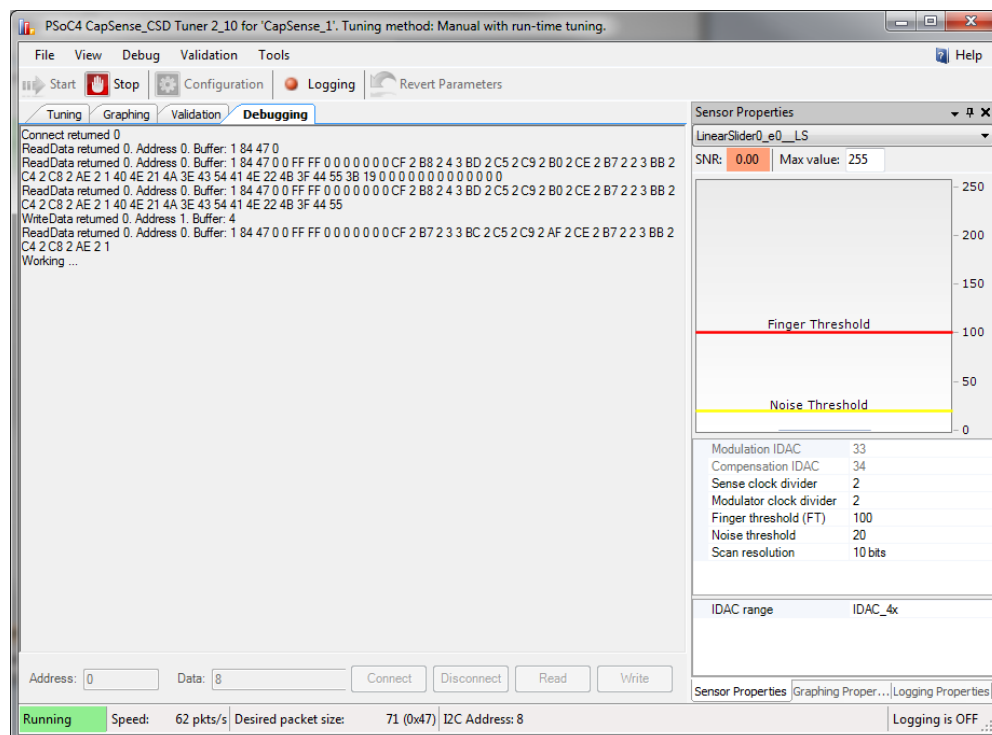 PSoC4 CapSense_CSD Tuner 2_10 for 'CapSense_1'. Tuning method: Manual with run-time tuning.
File View Debug Validation Tools Help
Start Stop Configuration Logging Revert Parameters
Tuning Graphing Validation Debugging
Connect returned 0
ReadData returned 0. Address 0. Buffer: 1 84 47 0
ReadData returned 0. Address 0. Buffer: 1 84 47 0 0 FF FF 0 0 0 0 0 0 0 CF 2 B8 2 4 3 BD 2 C5 2 C9 2 B0 2 CE 2 B7 2 2 3 BB 2
C4 2 C8 2 AE 2 1 40 4E 21 4A 3E 43 54 41 4E 22 4B 3F 44 55 3B 19 0 0 0 0 0 0 0 0 0 0 0 0 0 0
ReadData returned 0. Address 0. Buffer: 1 84 47 0 0 FF FF 0 0 0 0 0 0 0 CF 2 B8 2 4 3 BD 2 C5 2 C9 2 B0 2 CE 2 B7 2 2 3 BB 2
C4 2 C8 2 AE 2 1 40 4E 21 4A 3E 43 54 41 4E 22 4B 3F 44 55
WriteData returned 0. Address 1. Buffer: 4
ReadData returned 0. Address 0. Buffer: 1 84 47 0 0 FF FF 0 0 0 0 0 0 0 CF 2 B7 2 3 3 BC 2 C5 2 C9 2 AF 2 CE 2 B7 2 2 3 BB 2
C4 2 C8 2 AE 2 1
Working ...
Address: 0 Data: 8 Connect Disconnect Read Write
Sensor Properties
LinearSlider0_e0__LS
SNR: 0.00 Max value: 255
250
200
150
Finger Threshold
100
50
Noise Threshold
0
Modulation IDAC 33
Compensation IDAC 34
Sense clock divider 2
Modulator clock divider 2
Finger threshold (FT) 100
Noise threshold 20
Scan resolution 10 bits
IDAC range IDAC_4x
Sensor Properties Graphing Proper... Logging Properties
Running Speed: 62 pkts/s Desired packet size: 71 (0x47) I2C Address: 8 Logging is OFF